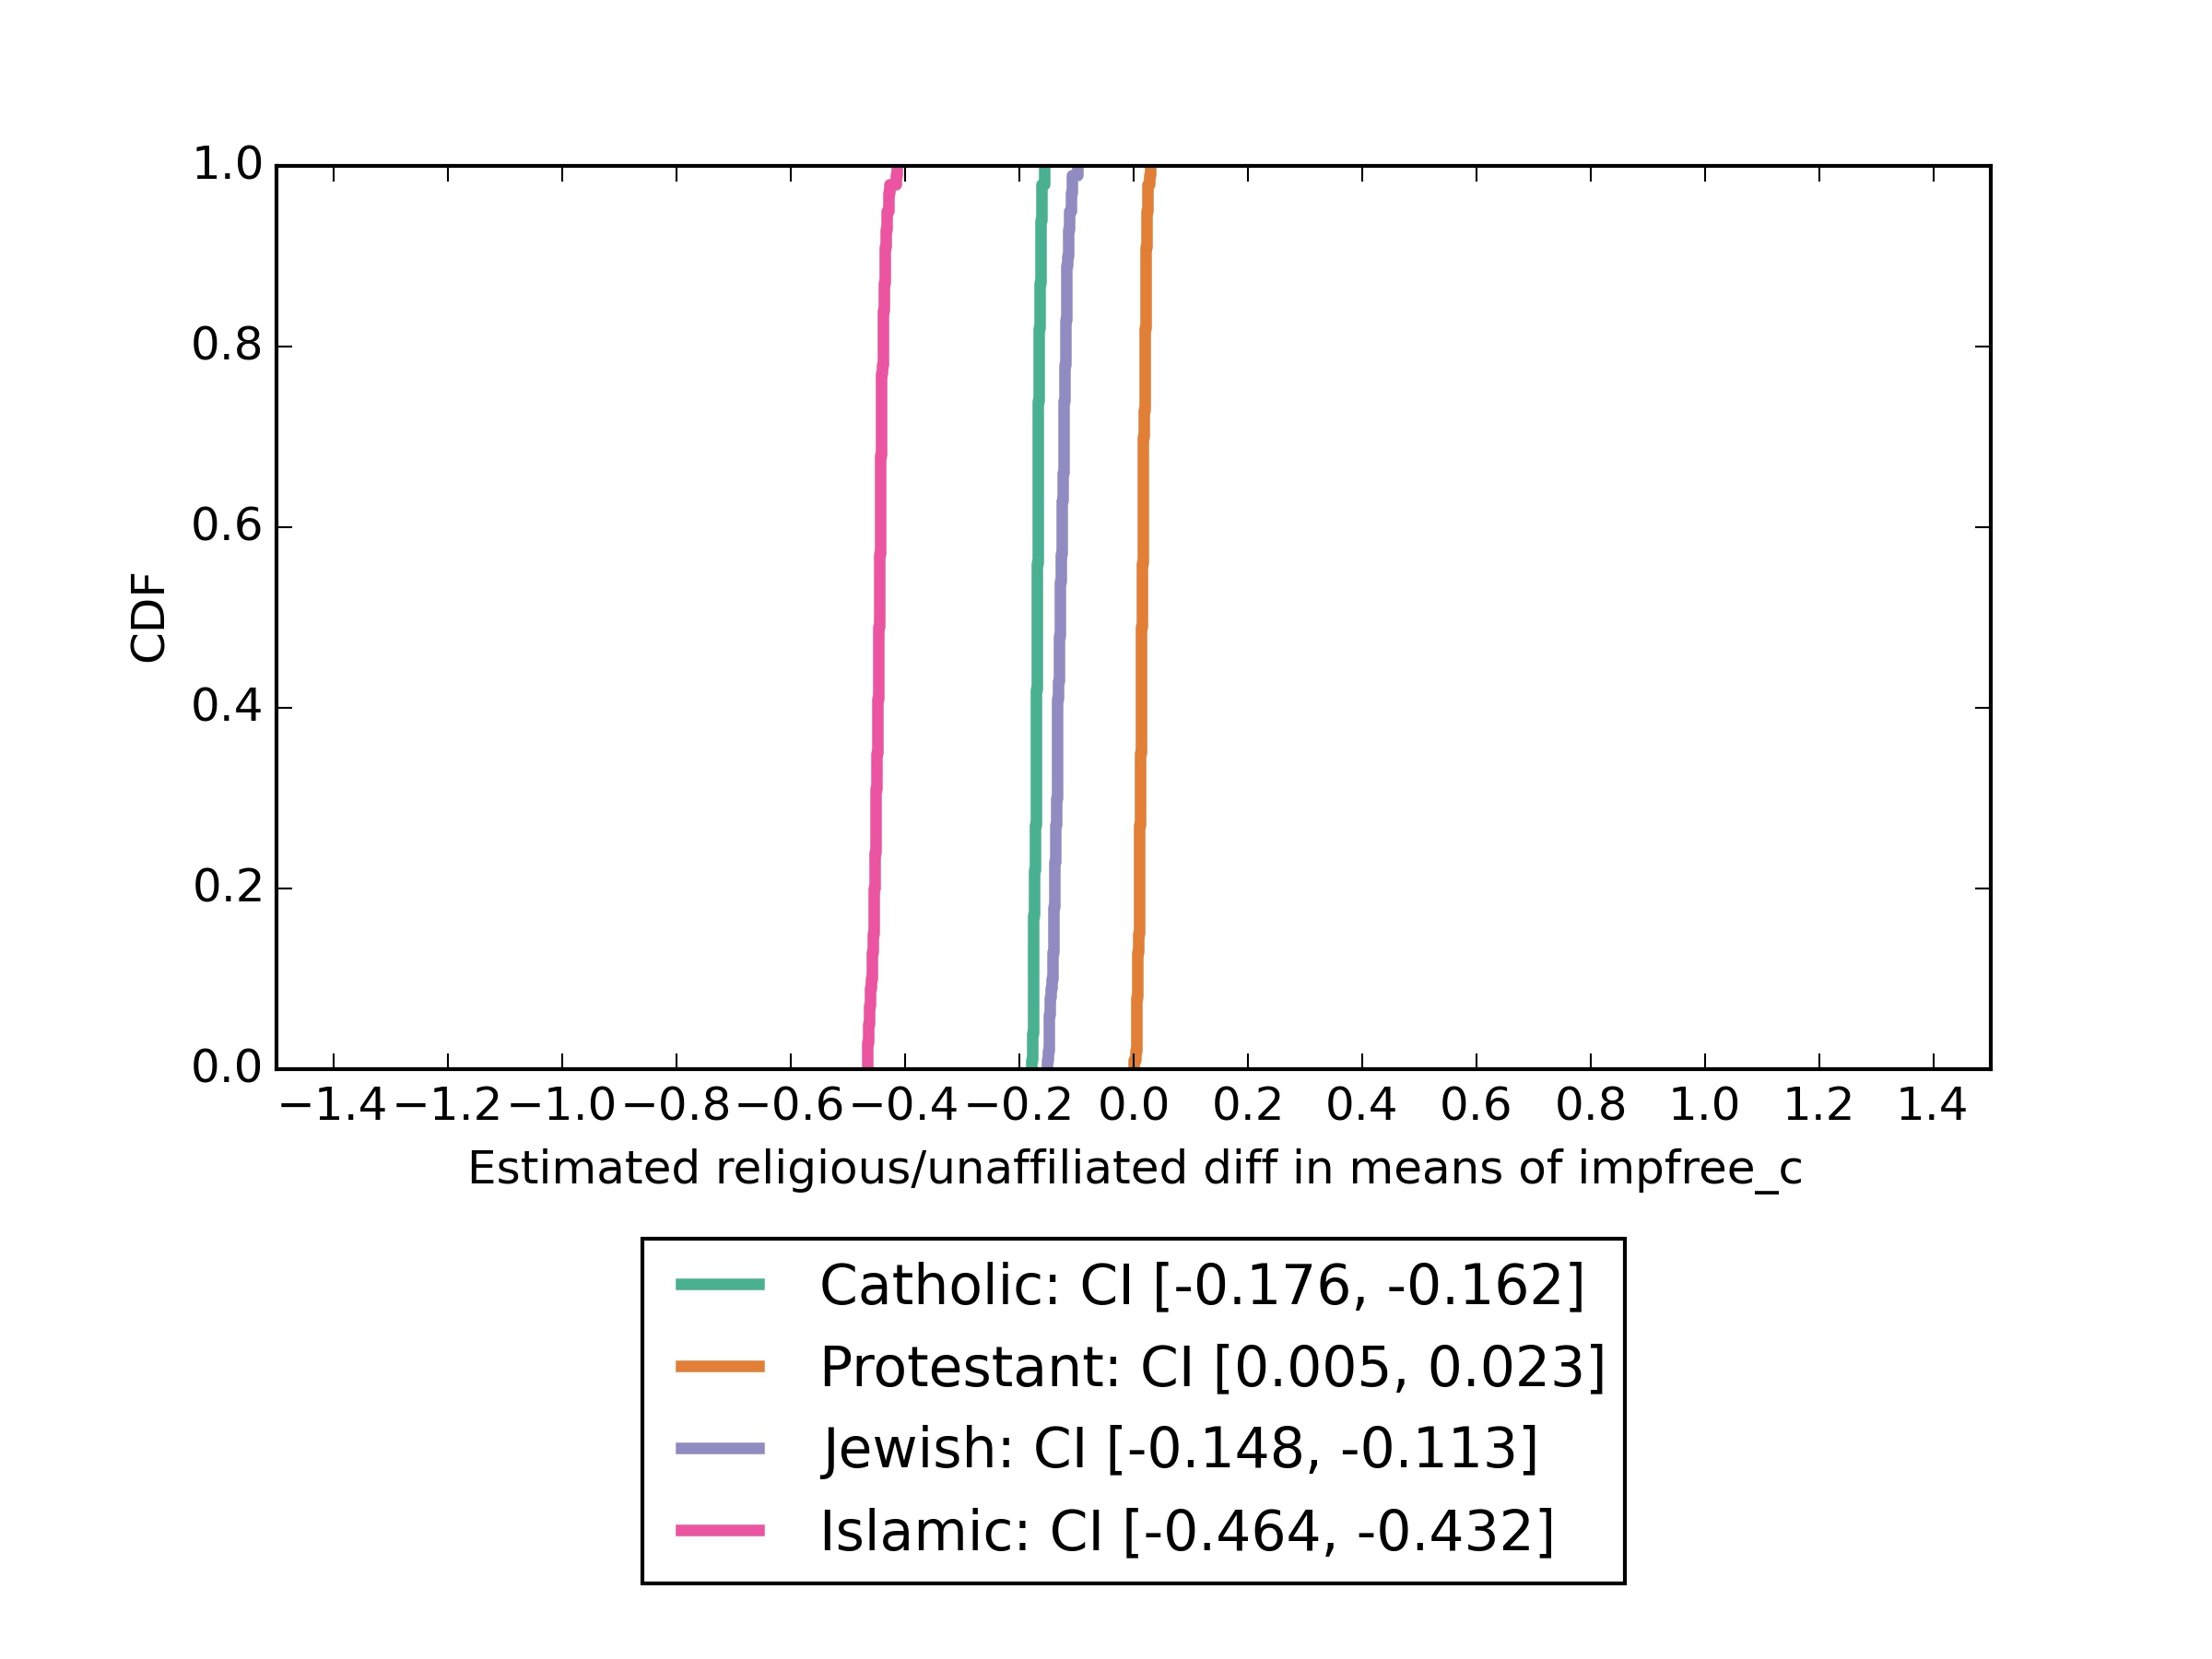 1.0
0.8
0.6
0.4
0.2
0.0
CDF
−1.4 −1.2 −1.0 −0.8 −0.6 −0.4 −0.2 0.0 0.2 0.4 0.6 0.8 1.0 1.2 1.4
Estimated religious/unaffiliated diff in means of impfree_c
Catholic: CI [-0.176, -0.162]
Protestant: CI [0.005, 0.023]
Jewish: CI [-0.148, -0.113]
Islamic: CI [-0.464, -0.432]